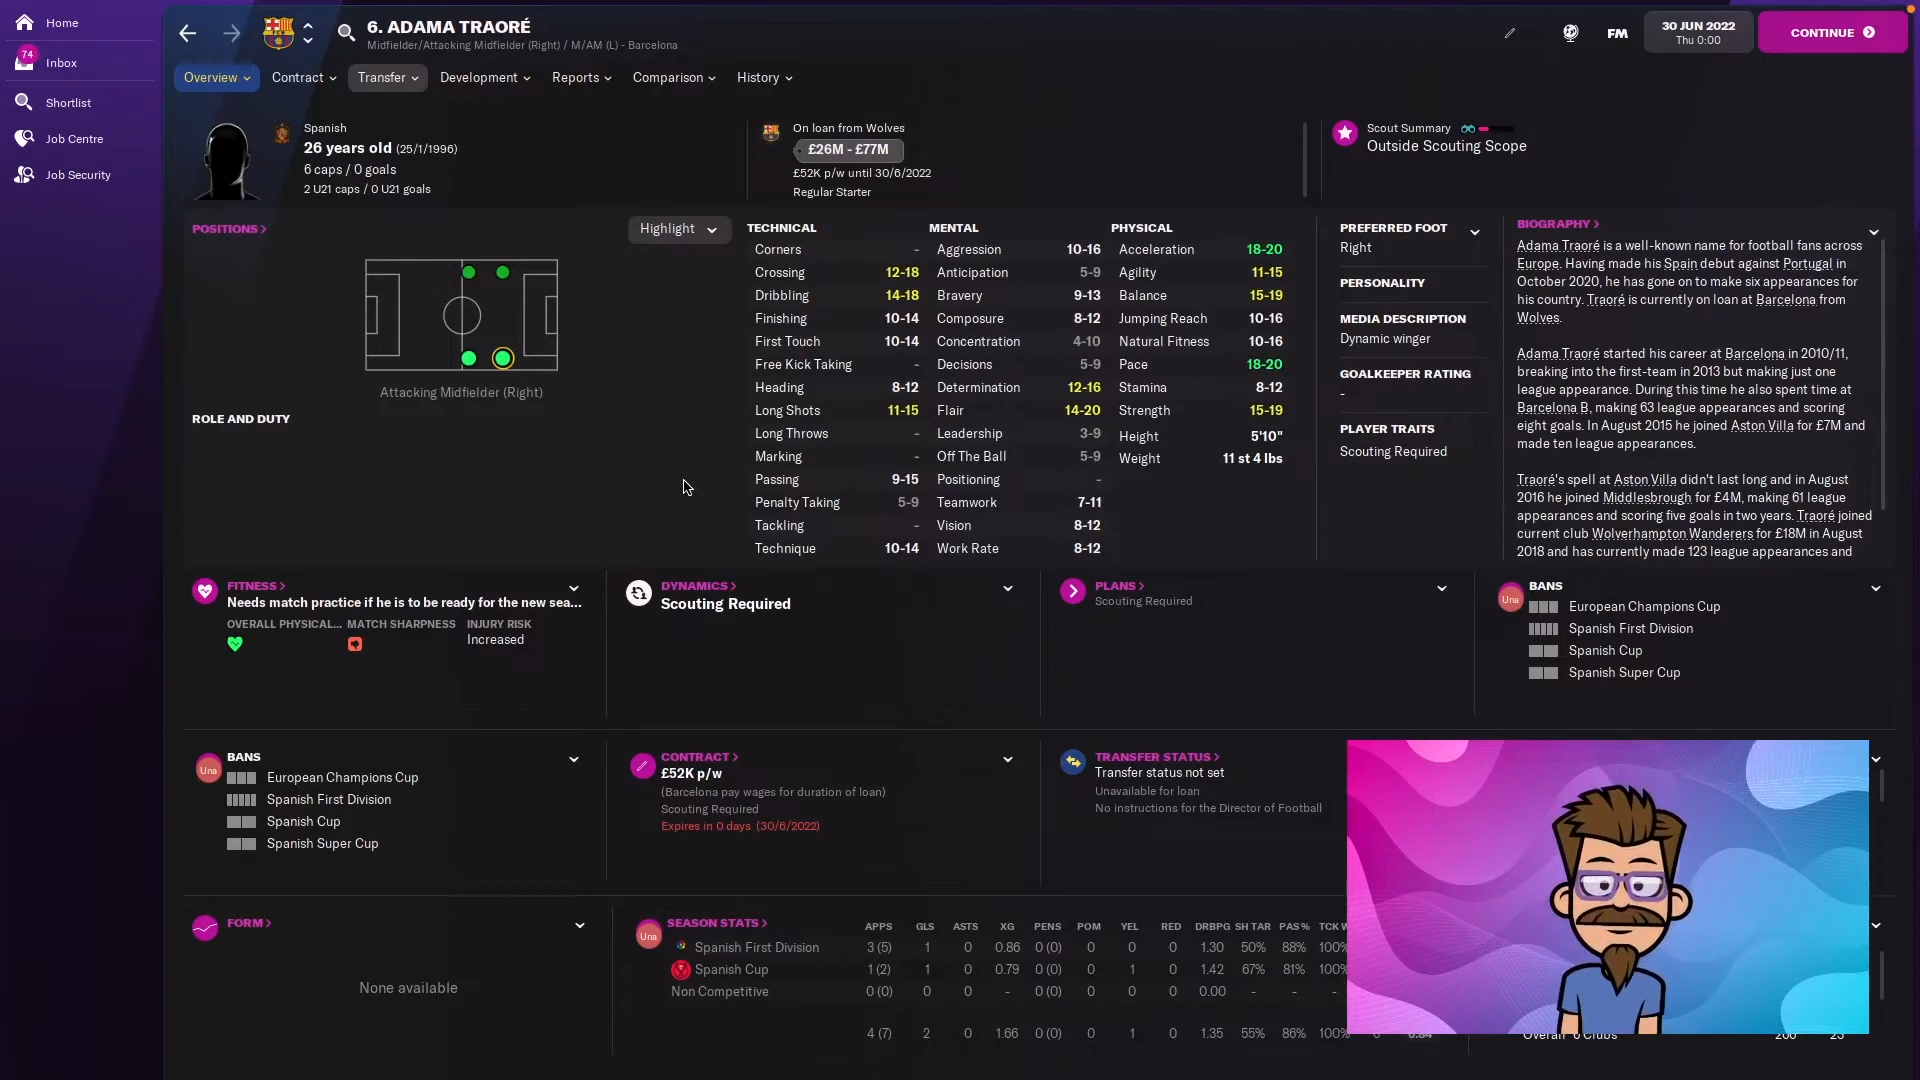 Home
74
Inbox
Shortlist
Job Centre
Job Security
6. ADAMA TRAORÉ
Midfielder/Attacking Midfielder (Right) / M/AM (L) - Barcelona
FM
30 JUN 2022
Thu 0:00
CONTINUE
Overview Contract Transfer Development Reports Comparison History
Spanish
26 years old (25/1/1996)
6 caps / 0 goals
2 U21 caps / 0 U21 goals
On loan from Wolves
£26M - £77M
£52K p/w until 30/6/2022
Regular Starter
Scout Summary
Outside Scouting Scope
POSITIONS >
Highlight
Attacking Midfielder (Right)
ROLE AND DUTY
TECHNICAL
Corners -
Crossing 12-18
Dribbling 14-18
Finishing 10-14
First Touch 10-14
Free Kick Taking -
Heading 8-12
Long Shots 11-15
Long Throws -
Marking -
Passing 9-15
Penalty Taking 5-9
Tackling -
Technique 10-14
MENTAL
Aggression 10-16
Anticipation 5-9
Bravery 9-13
Composure 8-12
Concentration 4-10
Decisions 5-9
Determination 12-16
Flair 14-20
Leadership 3-9
Off The Ball 5-9
Positioning -
Teamwork 7-11
Vision 8-12
Work Rate 8-12
PHYSICAL
Acceleration 18-20
Agility 11-15
Balance 15-19
Jumping Reach 10-16
Natural Fitness 10-16
Pace 18-20
Stamina 8-12
Strength 15-19
Height 5'10"
Weight 11 st 4 lbs
PREFERRED FOOT
Right
PERSONALITY
MEDIA DESCRIPTION
Dynamic winger
GOALKEEPER RATING
-
PLAYER TRAITS
Scouting Required
BIOGRAPHY >
Adama Traoré is a well-known name for football fans across
Europe. Having made his Spain debut against Portugal in
October 2020, he has gone on to make six appearances for
his country. Traoré is currently on loan at Barcelona from
Wolves.
Adama Traoré started his career at Barcelona in 2010/11,
breaking into the first-team in 2013 but making just one
league appearance. During this time he also spent time at
Barcelona B, making 63 league appearances and scoring
eight goals. In August 2015 he joined Aston Villa for £7M and
made ten league appearances.
Traoré's spell at Aston Villa didn't last long and in August
2016 he joined Middlesbrough for £4M, making 61 league
appearances and scoring five goals in two years. Traoré joined
current club Wolverhampton Wanderers for £18M in August
2018 and has currently made 123 league appearances and
FITNESS >
Needs match practice if he is to be ready for the new sea...
OVERALL PHYSICAL... MATCH SHARPNESS INJURY RISK
Increased
DYNAMICS >
Scouting Required
PLANS >
Scouting Required
Una
BANS
European Champions Cup
Spanish First Division
Spanish Cup
Spanish Super Cup
Una
BANS
European Champions Cup
Spanish First Division
Spanish Cup
Spanish Super Cup
CONTRACT >
£52K p/w
(Barcelona pay wages for duration of loan)
Scouting Required
Expires in 0 days (30/6/2022)
TRANSFER STATUS >
Transfer status not set
Unavailable for loan
No instructions for the Director of Football
FORM >
None available
Una
SEASON STATS > APPS GLS ASTS XG PENS POM YEL RED DRBPG SH TAR PAS % TCK
Spanish First Division 3 (5) 1 0 0.86 0 (0) 0 0 0 1.30 50% 88% 100%
Spanish Cup 1 (2) 1 0 0.79 0 (0) 0 1 0 1.42 67% 81% 100%
Non Competitive 0 (0) 0 0 - 0 (0) 0 0 0 0.00 - - -
4 (7) 2 0 1.66 0 (0) 0 1 0 1.35 55% 86% 100%